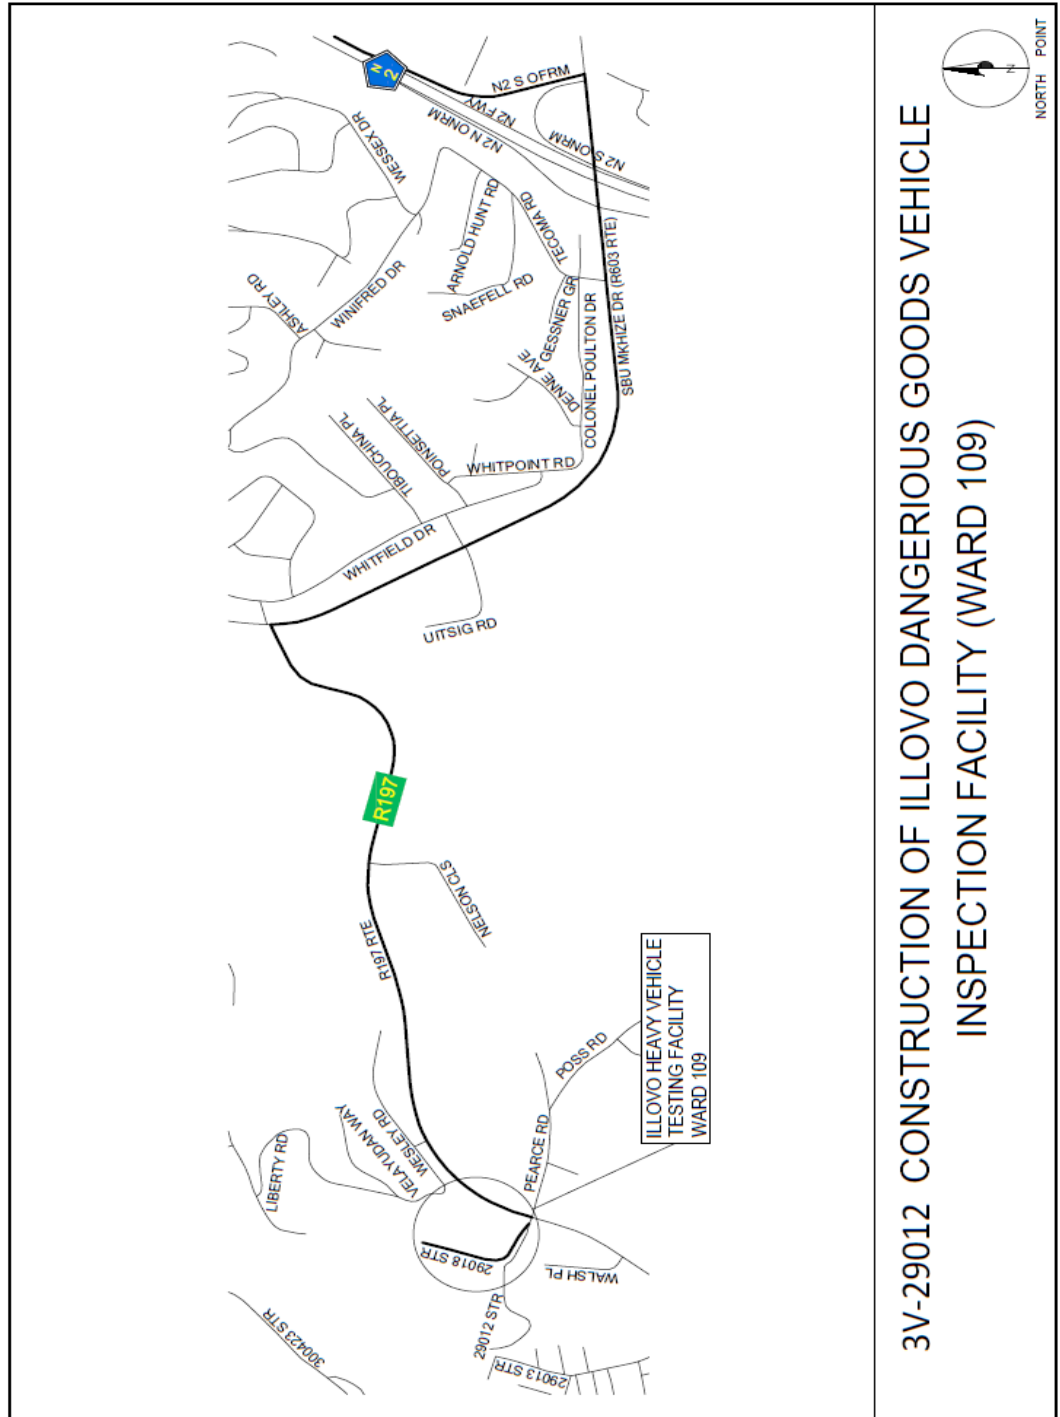 N
2
N2 S OFRM
N2 FWY
N2 N ONRM
N2 S ONRM
WESSEX DR
ARNOLD HUNT RD
TECOMA RD
SNAEFELL RD
WINIFRED DR
ASHLEY RD
GESSNER GR
DENNE AVE
COLONEL POULTON DR
SBU MKHIZE DR (R603 RTE)
POINSETTIA PL
TIBOUCHINA PL
WHITPOINT RD
WHITFIELD DR
UITSIG RD
R197
NELSON CLS
R197 RTE
ILLOVO HEAVY VEHICLE
TESTING FACILITY
WARD 109
POSS RD
PEARCE RD
WESLEY RD
VELAYUDAN WAY
LIBERTY RD
29018 STR
WALSH PL
29012 STR
29013 STR
300423 STR
3V-29012 CONSTRUCTION OF ILLOVO DANGERIOUS GOODS VEHICLE
INSPECTION FACILITY (WARD 109)
N
NORTH POINT